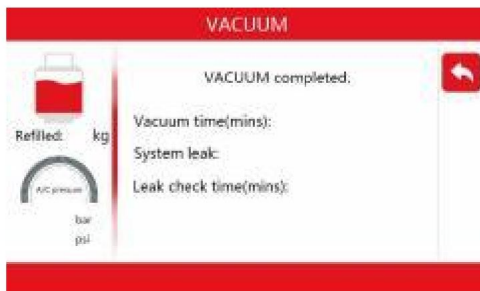 VACUUM
VACUUM completed.
Refilled: kg
Vacuum time(mins):
System leak:
Leak check time(mins):
A/C pressure
bar
psi